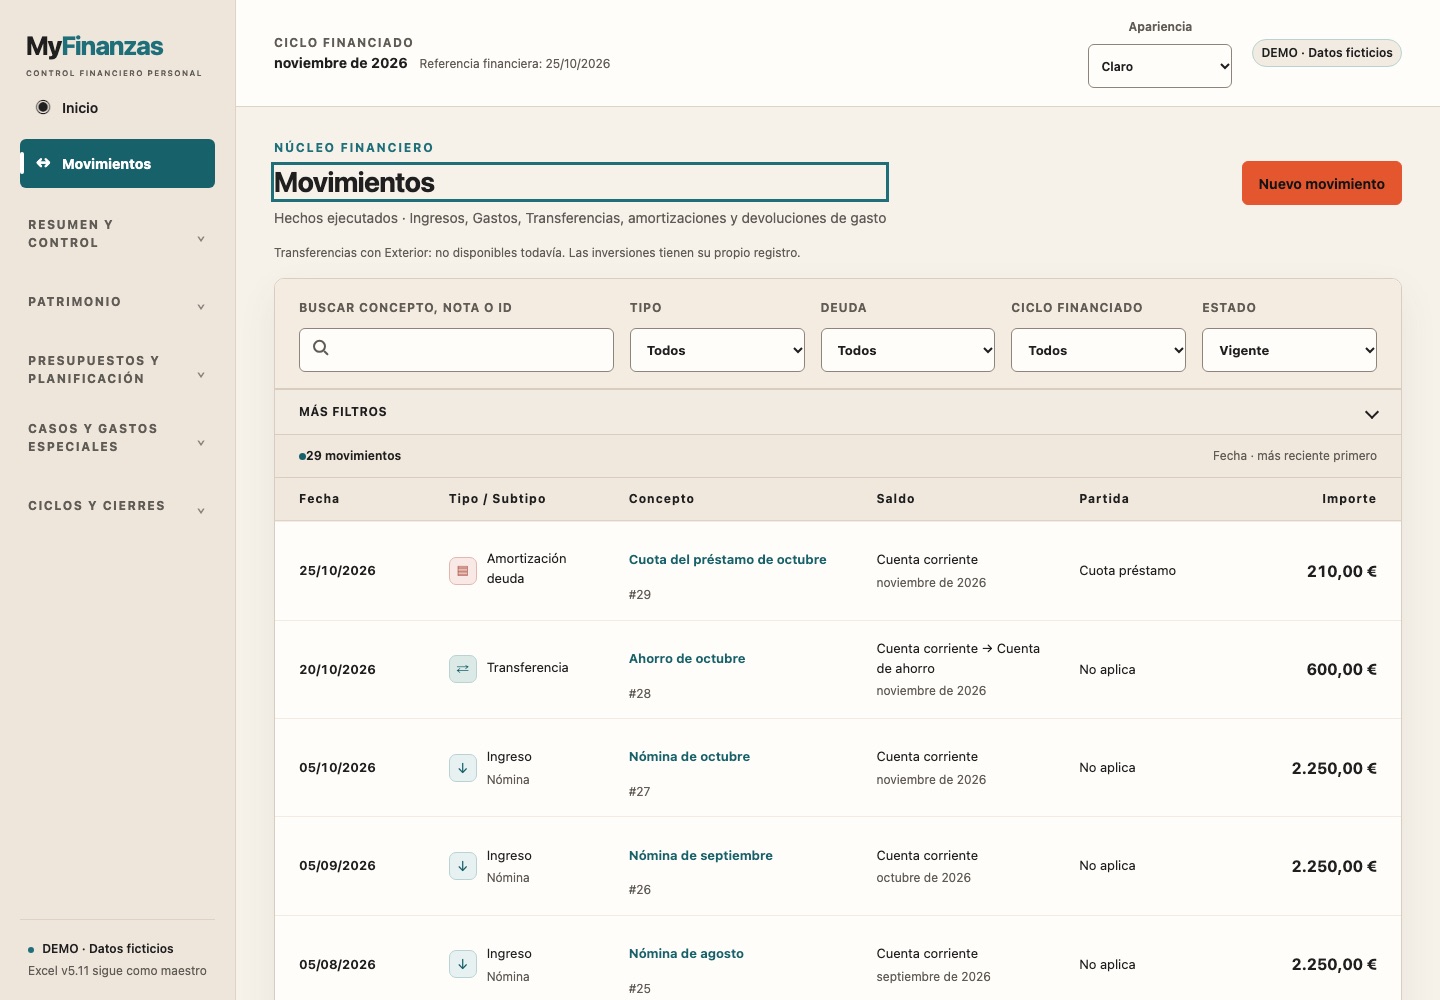 MyFinanzas
CONTROL FINANCIERO PERSONAL
Inicio
Movimientos
RESUMEN Y
CONTROL
PATRIMONIO
PRESUPUESTOS Y
PLANIFICACIÓN
CASOS Y GASTOS
ESPECIALES
CICLOS Y CIERRES
DEMO · Datos ficticios
Excel v5.11 sigue como maestro
CICLO FINANCIADO
noviembre de 2026 Referencia financiera: 25/10/2026
Apariencia
Claro
DEMO · Datos ficticios
NÚCLEO FINANCIERO
Movimientos
Hechos ejecutados · Ingresos, Gastos, Transferencias, amortizaciones y devoluciones de gasto
Nuevo movimiento
Transferencias con Exterior: no disponibles todavía. Las inversiones tienen su propio registro.
BUSCAR CONCEPTO, NOTA O ID TIPO DEUDA CICLO FINANCIADO ESTADO
Todos Todos Todos Vigente
MÁS FILTROS
29 movimientos Fecha · más reciente primero
Fecha Tipo / Subtipo Concepto Saldo Partida Importe
25/10/2026 Amortización deuda Cuota del préstamo de octubre #29 Cuenta corriente noviembre de 2026 Cuota préstamo 210,00 €
20/10/2026 Transferencia Ahorro de octubre #28 Cuenta corriente → Cuenta de ahorro noviembre de 2026 No aplica 600,00 €
05/10/2026 Ingreso Nómina Nómina de octubre #27 Cuenta corriente noviembre de 2026 No aplica 2.250,00 €
05/09/2026 Ingreso Nómina Nómina de septiembre #26 Cuenta corriente octubre de 2026 No aplica 2.250,00 €
05/08/2026 Ingreso Nómina Nómina de agosto #25 Cuenta corriente septiembre de 2026 No aplica 2.250,00 €